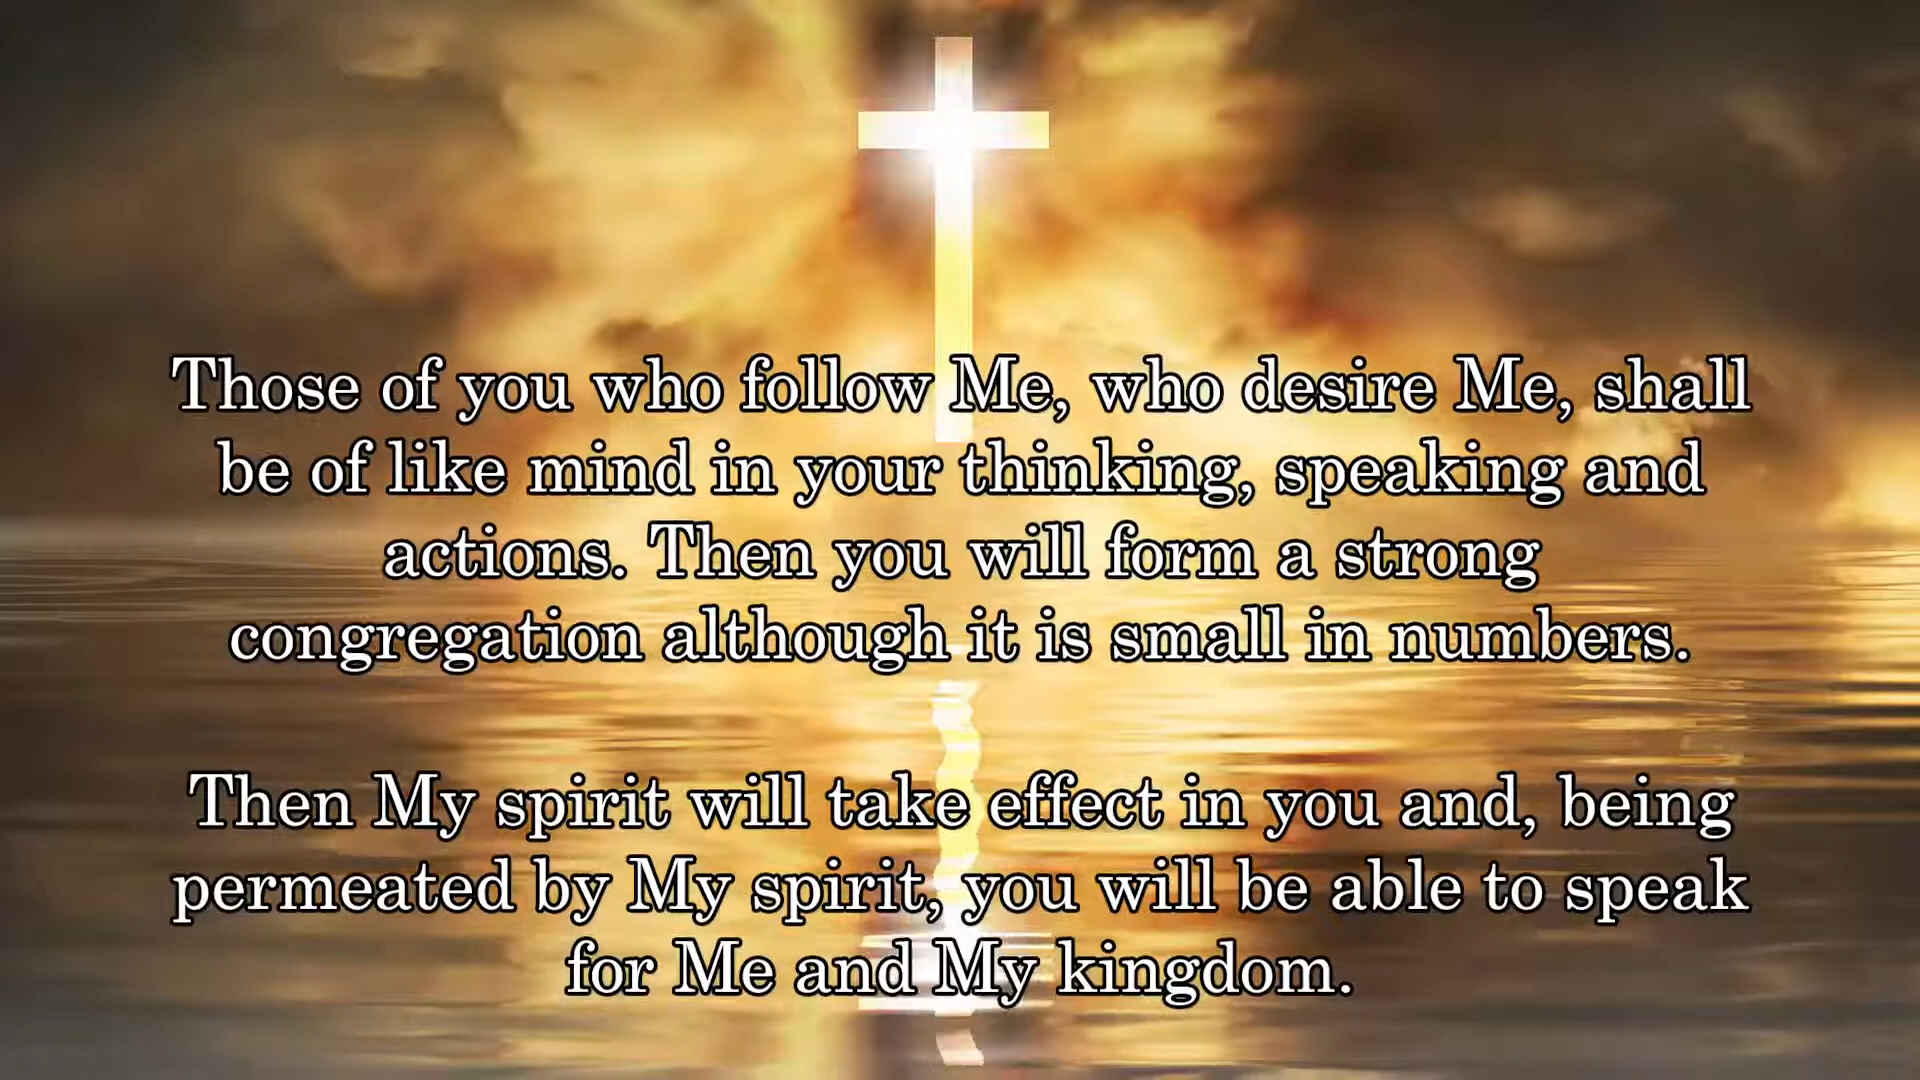 Those of you who follow Me, who desire Me, shall
be of like mind in your thinking, speaking and
actions. Then you will form a strong
congregation although it is small in numbers.
Then My spirit will take effect in you and, being
permeated by My spirit, you will be able to speak
for Me and My kingdom.